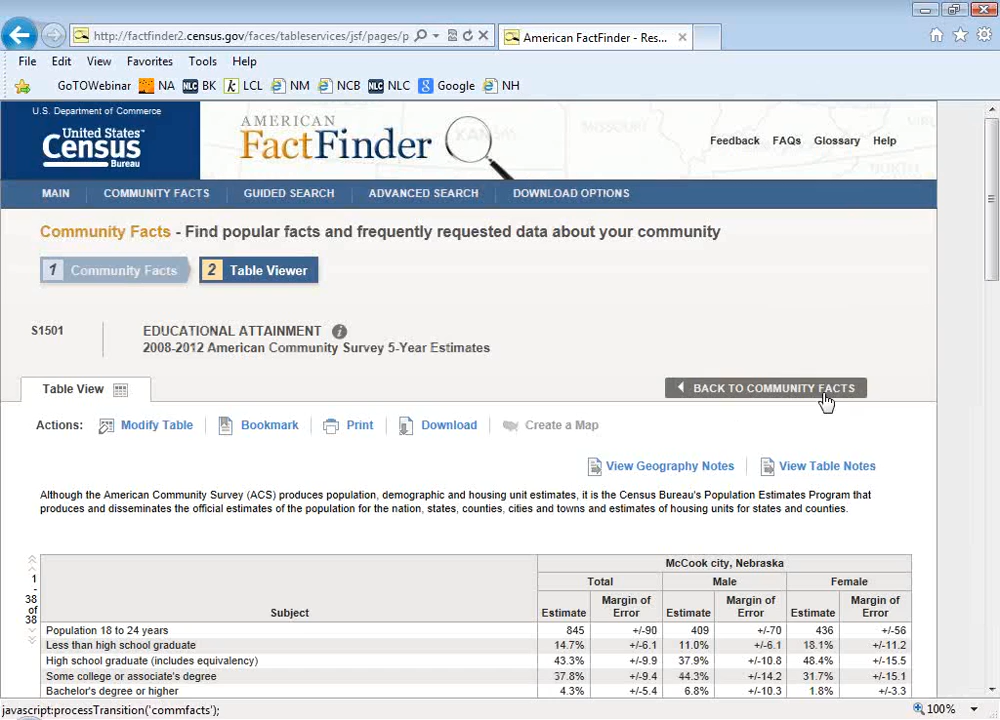 http://factfinder2.census.gov/faces/tableservices/jsf/pages/p
American FactFinder - Res...
File Edit View Favorites Tools Help
GoTOWebinar NA NLC BK k LCL NM NCB NLC NLC 8 Google NH
U.S. Department of Commerce
United States™
Census
Bureau
AMERICAN
FactFinder
KANSAS
MISSOURI
Feedback FAQs Glossary Help
MAIN COMMUNITY FACTS GUIDED SEARCH ADVANCED SEARCH DOWNLOAD OPTIONS
Community Facts - Find popular facts and frequently requested data about your community
1 Community Facts 2 Table Viewer
S1501 EDUCATIONAL ATTAINMENT i
2008-2012 American Community Survey 5-Year Estimates
Table View BACK TO COMMUNITY FACTS
Actions: Modify Table Bookmark Print Download Create a Map
View Geography Notes View Table Notes
Although the American Community Survey (ACS) produces population, demographic and housing unit estimates, it is the Census Bureau's Population Estimates Program that
produces and disseminates the official estimates of the population for the nation, states, counties, cities and towns and estimates of housing units for states and counties.
1
-
38
of
38
McCook city, Nebraska
Total Male Female
Subject Estimate Margin of Error Estimate Margin of Error Estimate Margin of Error
Population 18 to 24 years 845 +/-90 409 +/-70 436 +/-56
Less than high school graduate 14.7% +/-6.1 11.0% +/-6.1 18.1% +/-11.2
High school graduate (includes equivalency) 43.3% +/-9.9 37.9% +/-10.8 48.4% +/-15.5
Some college or associate's degree 37.8% +/-9.4 44.3% +/-14.2 31.7% +/-15.1
Bachelor's degree or higher 4.3% +/-5.4 6.8% +/-10.3 1.8% +/-3.3
javascript:processTransition('commfacts'); 100%